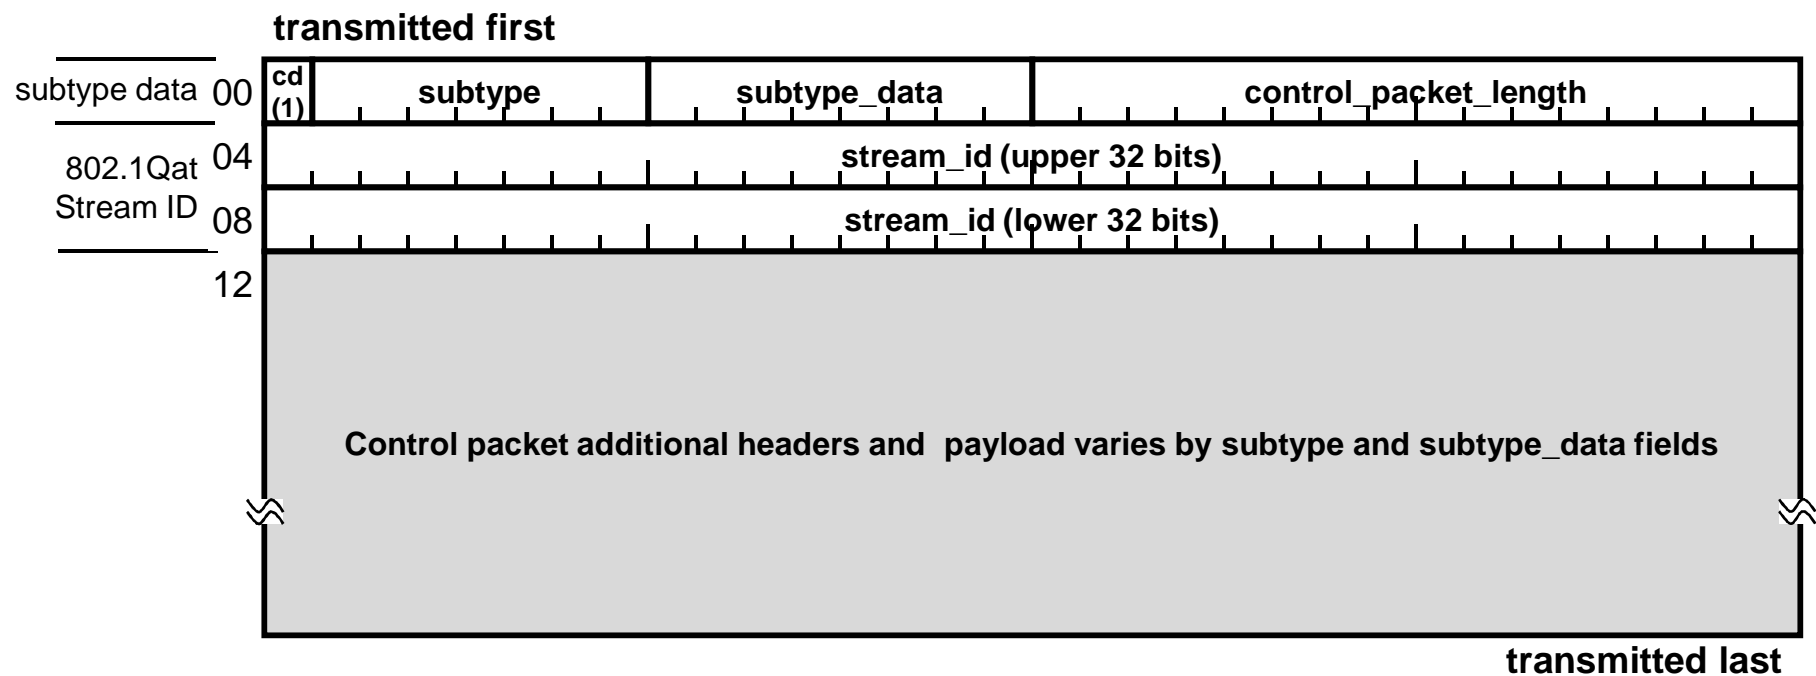 transmitted first
subtype data 00 cd (1) subtype subtype_data control_packet_length
802.1Qat Stream ID
04 stream_id (upper 32 bits)
08 stream_id (lower 32 bits)
12
Control packet additional headers and payload varies by subtype and subtype_data fields
transmitted last